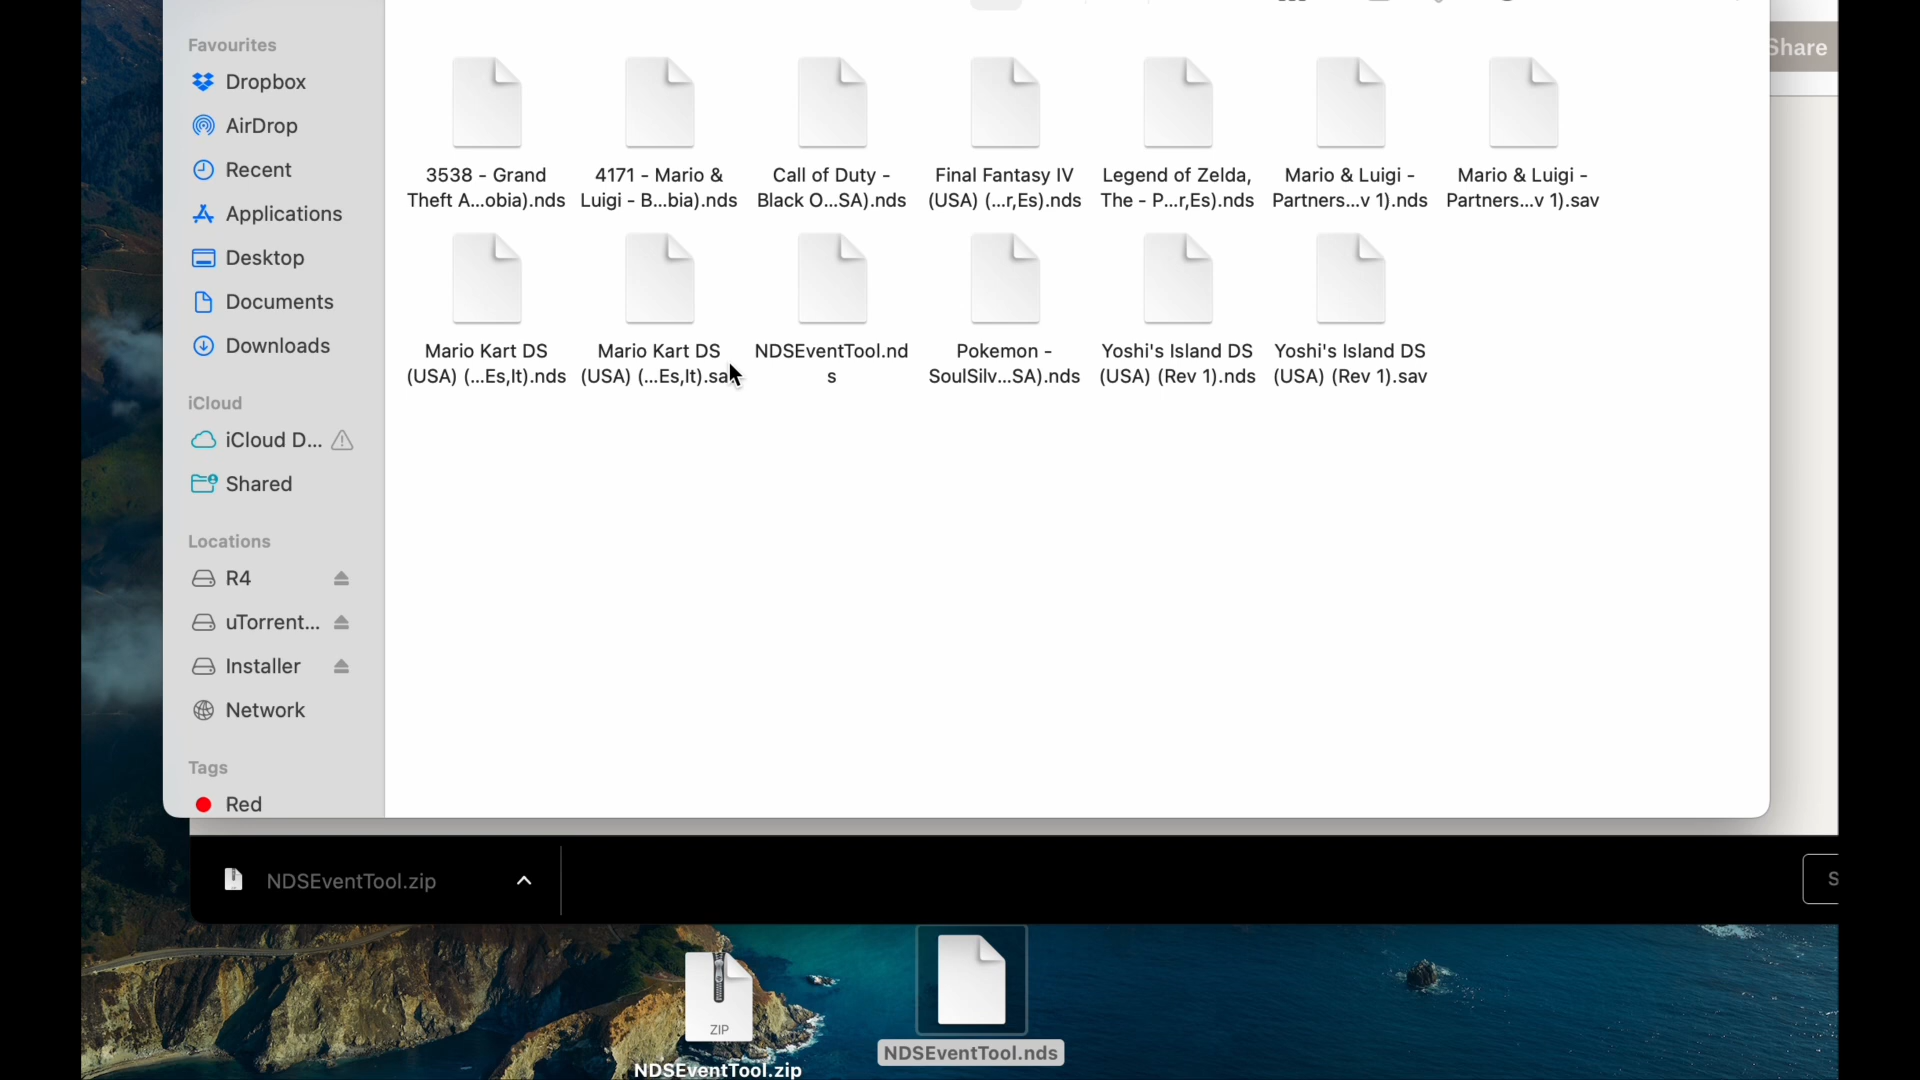 Favourites
Dropbox
AirDrop
Recent
Applications
Desktop
Documents
Downloads
iCloud
iCloud D...
Shared
Locations
R4
uTorrent...
Installer
Network
Tags
Red
3538 - Grand
Theft A...obia).nds
4171 - Mario &
Luigi - B...bia).nds
Call of Duty -
Black O...SA).nds
Final Fantasy IV
(USA) (...r,Es).nds
Legend of Zelda,
The - P...r,Es).nds
Mario & Luigi -
Partners...v 1).nds
Mario & Luigi -
Partners...v 1).sav
Mario Kart DS
(USA) (...Es,It).nds
Mario Kart DS
(USA) (...Es,It).sa
NDSEventTool.nd
s
Pokemon -
SoulSilv...SA).nds
Yoshi's Island DS
(USA) (Rev 1).nds
Yoshi's Island DS
(USA) (Rev 1).sav
Share
NDSEventTool.zip
S
ZIP
NDSEventTool.zip
NDSEventTool.nds